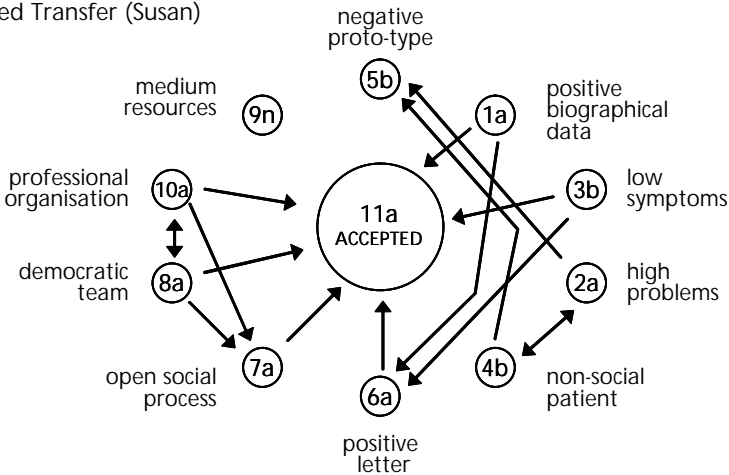 ed Transfer (Susan)
negative
proto-type
5b
medium
resources
9n
1a
positive
biographical
data
professional
organisation
10a
11a
ACCEPTED
3b
low
symptoms
democratic
team
8a
2a
high
problems
open social
process
7a
6a
4b
non-social
patient
positive
letter